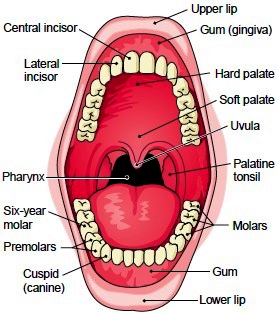 Upper lip
Central incisor
Gum (gingiva)
Lateral
incisor
Hard palate
Soft palate
Uvula
Pharynx
Palatine
tonsil
Six-year
molar
Molars
Premolars
Cuspid
(canine)
Gum
Lower lip